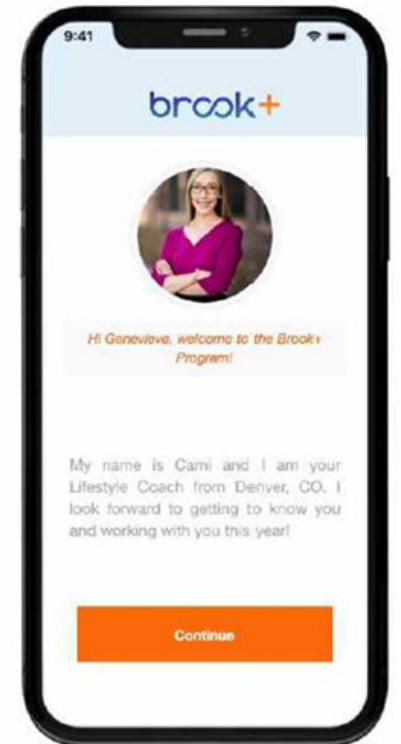 9:41
brook+
Hi Genevieve, welcome to the Brook+
Program!
My name is Cami and I am your
Lifestyle Coach from Denver, CO. I
look forward to getting to know you
and working with you this year!
Continue